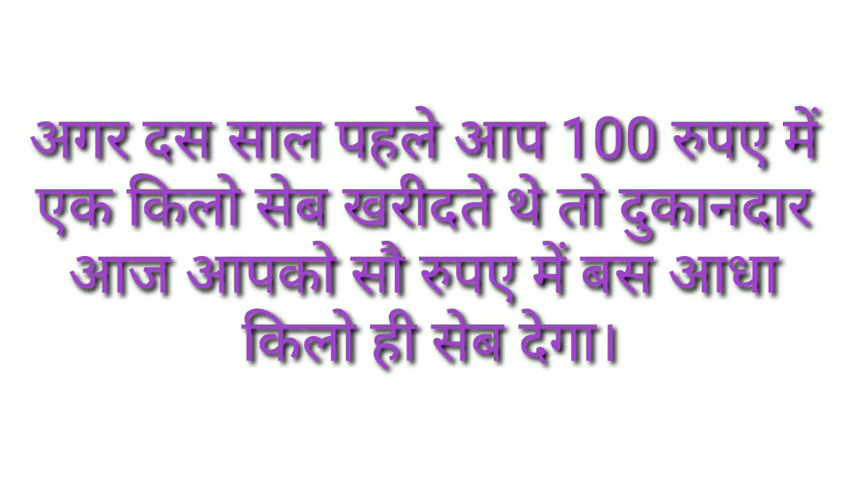 अगर दस साल पहले आप 100 रुपए में
एक किलो सेब खरीदते थे तो दुकानदार
आज आपको सौ रुपए में बस आधा
किलो ही सेब देगा।